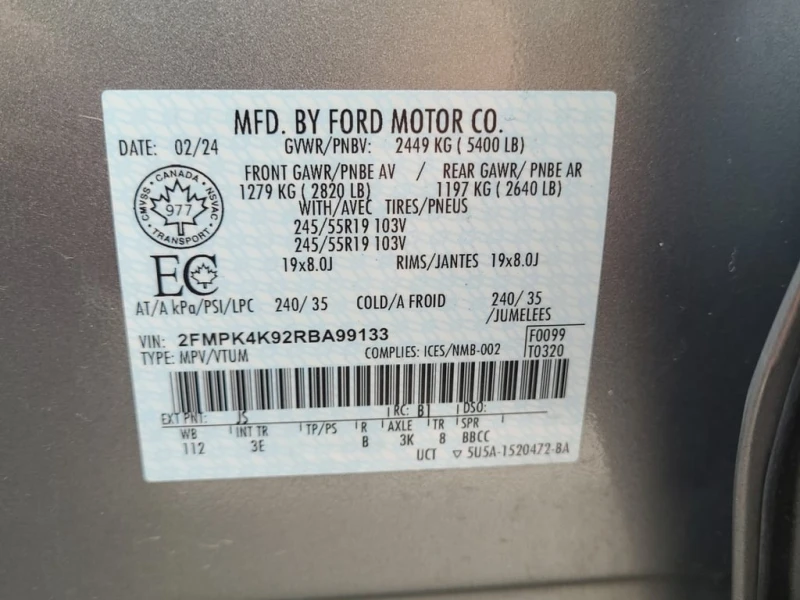 MFD. BY FORD MOTOR CO.
DATE: 02/24 GVWR/PNBV: 2449 KG ( 5400 LB)
FRONT GAWR/PNBE AV / REAR GAWR/ PNBE AR
1279 KG ( 2820 LB) 1197 KG ( 2640 LB)
WITH/AVEC TIRES/PNEUS
245/55R19 103V
245/55R19 103V
19x8.0J RIMS/JANTES 19x8.0J
CMVSS · CANADA · NSVAC
977
TRANSPORT
EC
AT/A kPa/PSI/LPC 240/ 35 COLD/A FROID 240/ 35
/JUMELEES
VIN: 2FMPK4K92RBA99133 F0099
TYPE: MPV/VTUM COMPLIES: ICES/NMB-002 T0320
EXT PNT: JS RC: B1 DSO:
WB INT TR TP/PS R AXLE TR SPR
112 3E B 3K 8 BBCC
UCT ▽ 5U5A-1520472-BA